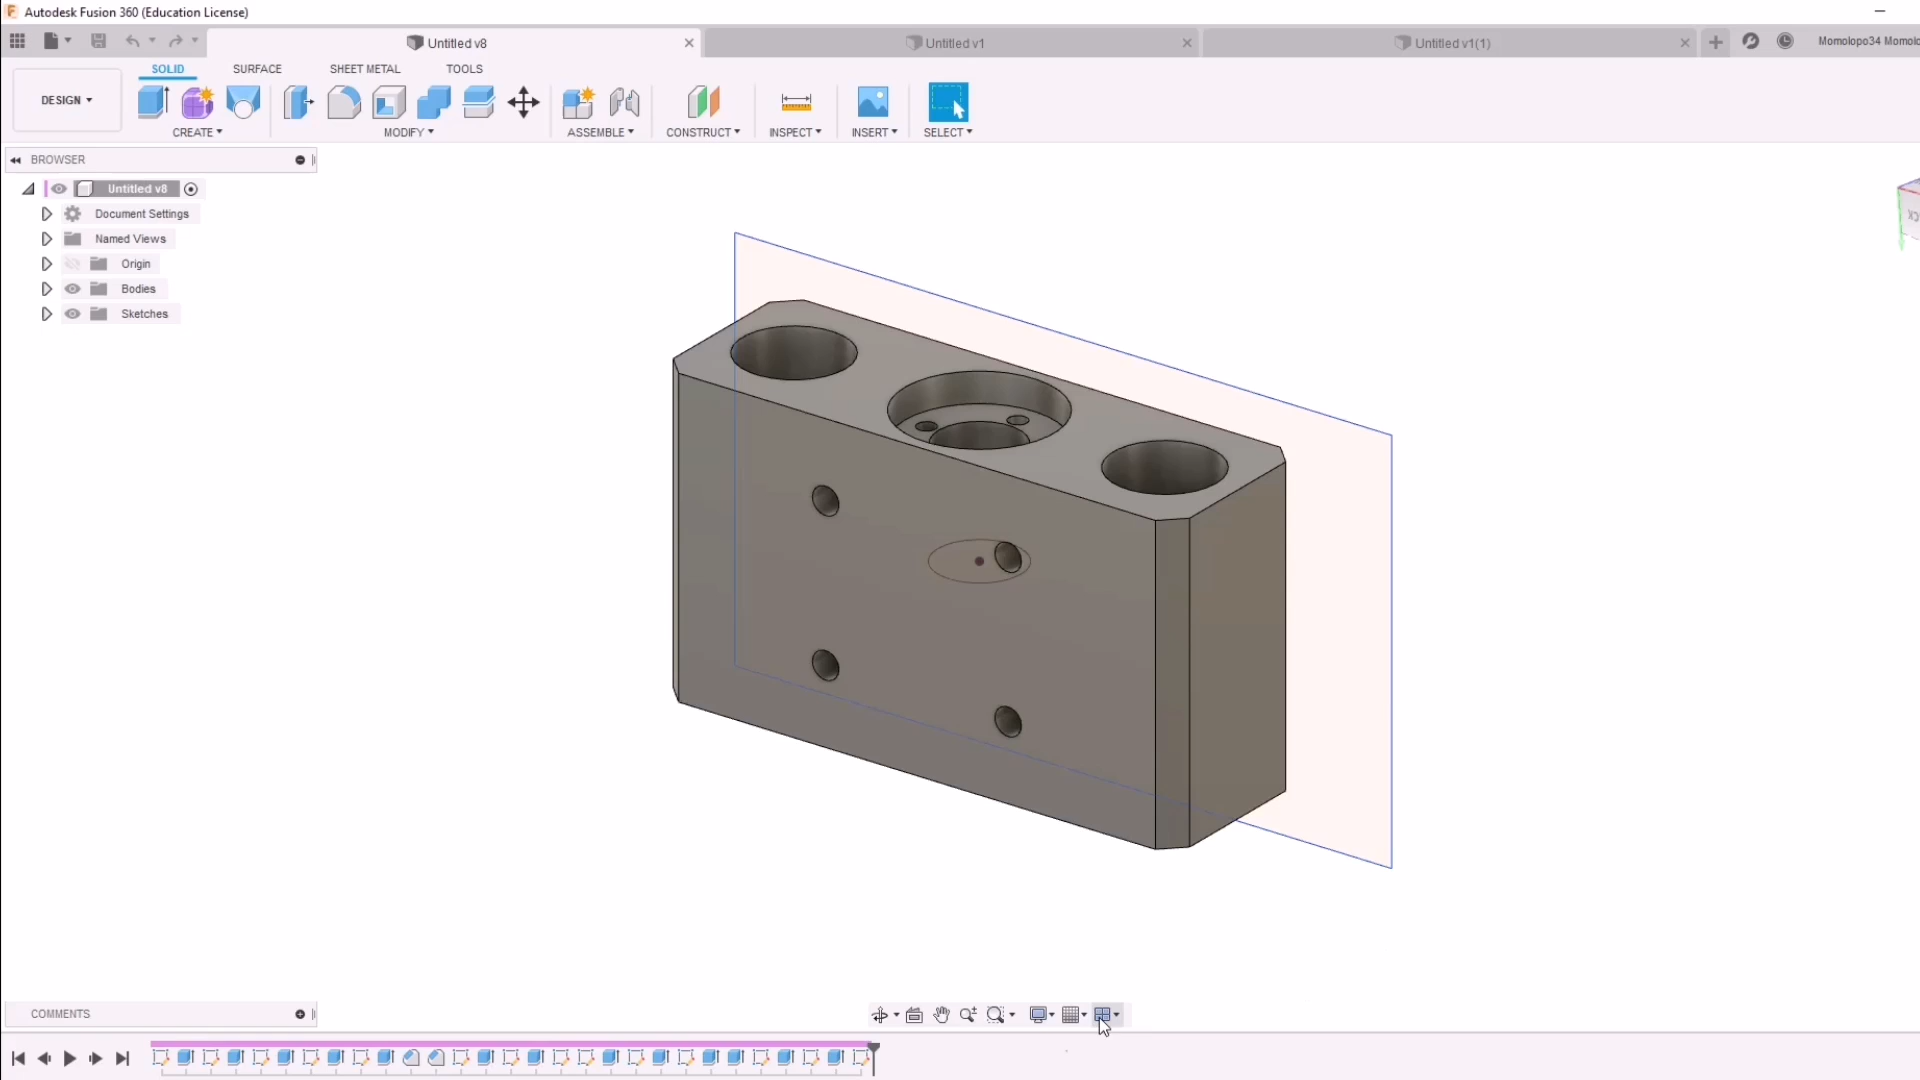 Autodesk Fusion 360 (Education License)
Untitled v8
Untitled v1
Untitled v1(1)
Momolopo34 Momolo
DESIGN
SOLID
SURFACE
SHEET METAL
TOOLS
CREATE
MODIFY
ASSEMBLE
CONSTRUCT
INSPECT
INSERT
SELECT
BROWSER
Untitled v8
Document Settings
Named Views
Origin
Bodies
Sketches
COMMENTS